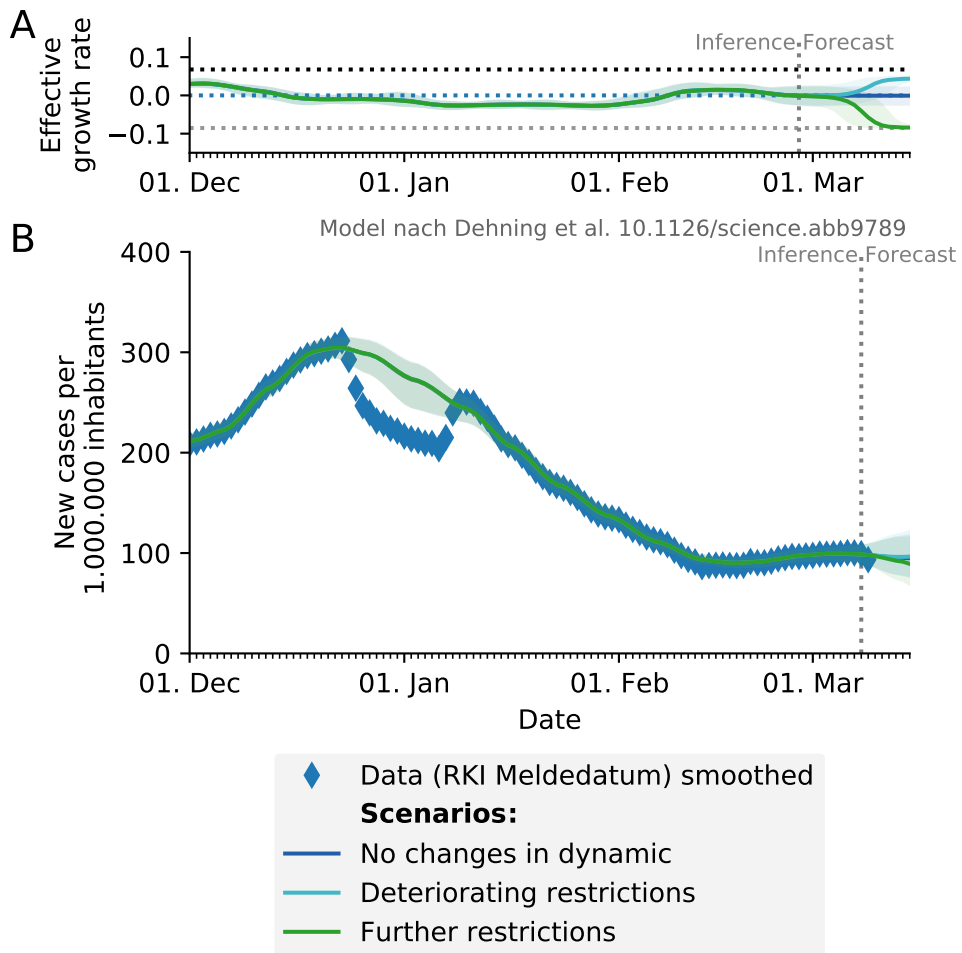 A
Effective
growth rate
Inference Forecast
0.1
0.0
−0.1
01. Dec
01. Jan
01. Feb
01. Mar
Model nach Dehning et al. 10.1126/science.abb9789
B
Inference Forecast
New cases per
1.000.000 inhabitants
400
300
200
100
0
01. Dec
01. Jan
01. Feb
01. Mar
Date
Data (RKI Meldedatum) smoothed
Scenarios:
No changes in dynamic
Deteriorating restrictions
Further restrictions